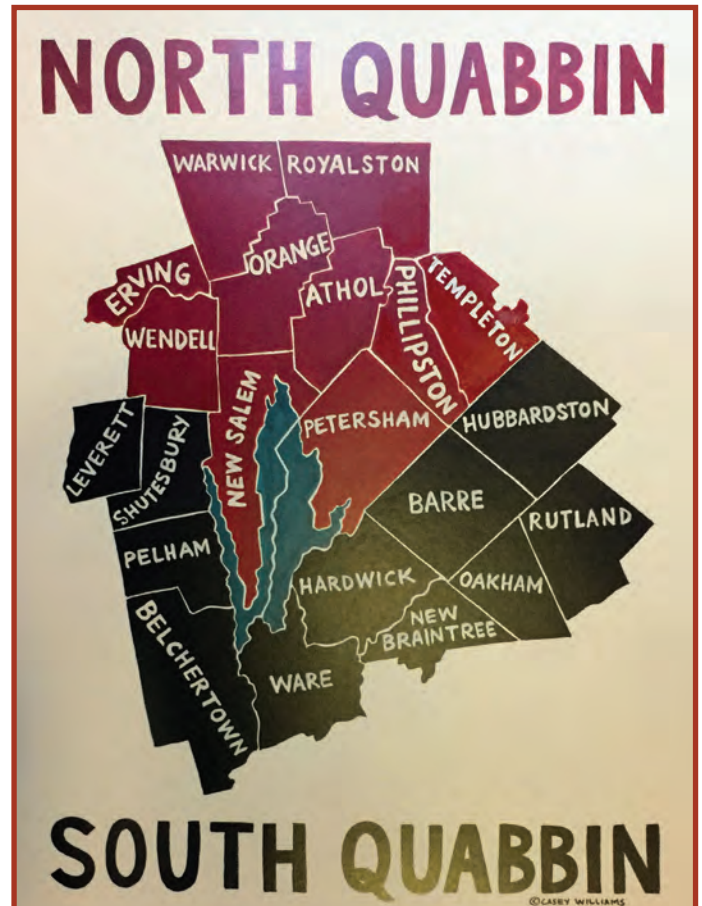 NORTH QUABBIN
WARWICK
ROYALSTON
ORANGE
ERVING
ATHOL
PHILLIPSTON
TEMPLETON
WENDELL
NEW SALEM
PETERSHAM
HUBBARDSTON
LEVERETT
SHUTESBURY
BARRE
RUTLAND
PELHAM
HARDWICK
OAKHAM
NEW
BRAINTREE
BELCHERTOWN
WARE
SOUTH QUABBIN
©CASEY WILLIAMS